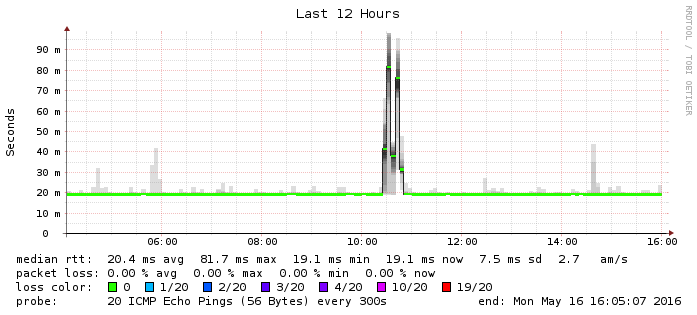 Last 12 Hours
RRDTOOL / TOBI OETIKER
Seconds
90 m
80 m
70 m
60 m
50 m
40 m
30 m
20 m
10 m
0
06:00 08:00 10:00 12:00 14:00 16:00
median rtt: 20.4 ms avg 81.7 ms max 19.1 ms min 19.1 ms now 7.5 ms sd 2.7 am/s
packet loss: 0.00 % avg 0.00 % max 0.00 % min 0.00 % now
loss color: 0 1/20 2/20 3/20 4/20 10/20 19/20
probe: 20 ICMP Echo Pings (56 Bytes) every 300s end: Mon May 16 16:05:07 2016